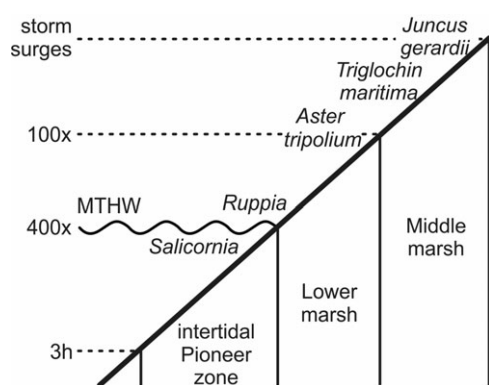 storm
surges
Juncus
gerardii
Triglochin
maritima
Aster
tripolium
100x
MTHW
Ruppia
400x
Salicornia
Middle
marsh
Lower
marsh
intertidal
Pioneer
zone
3h